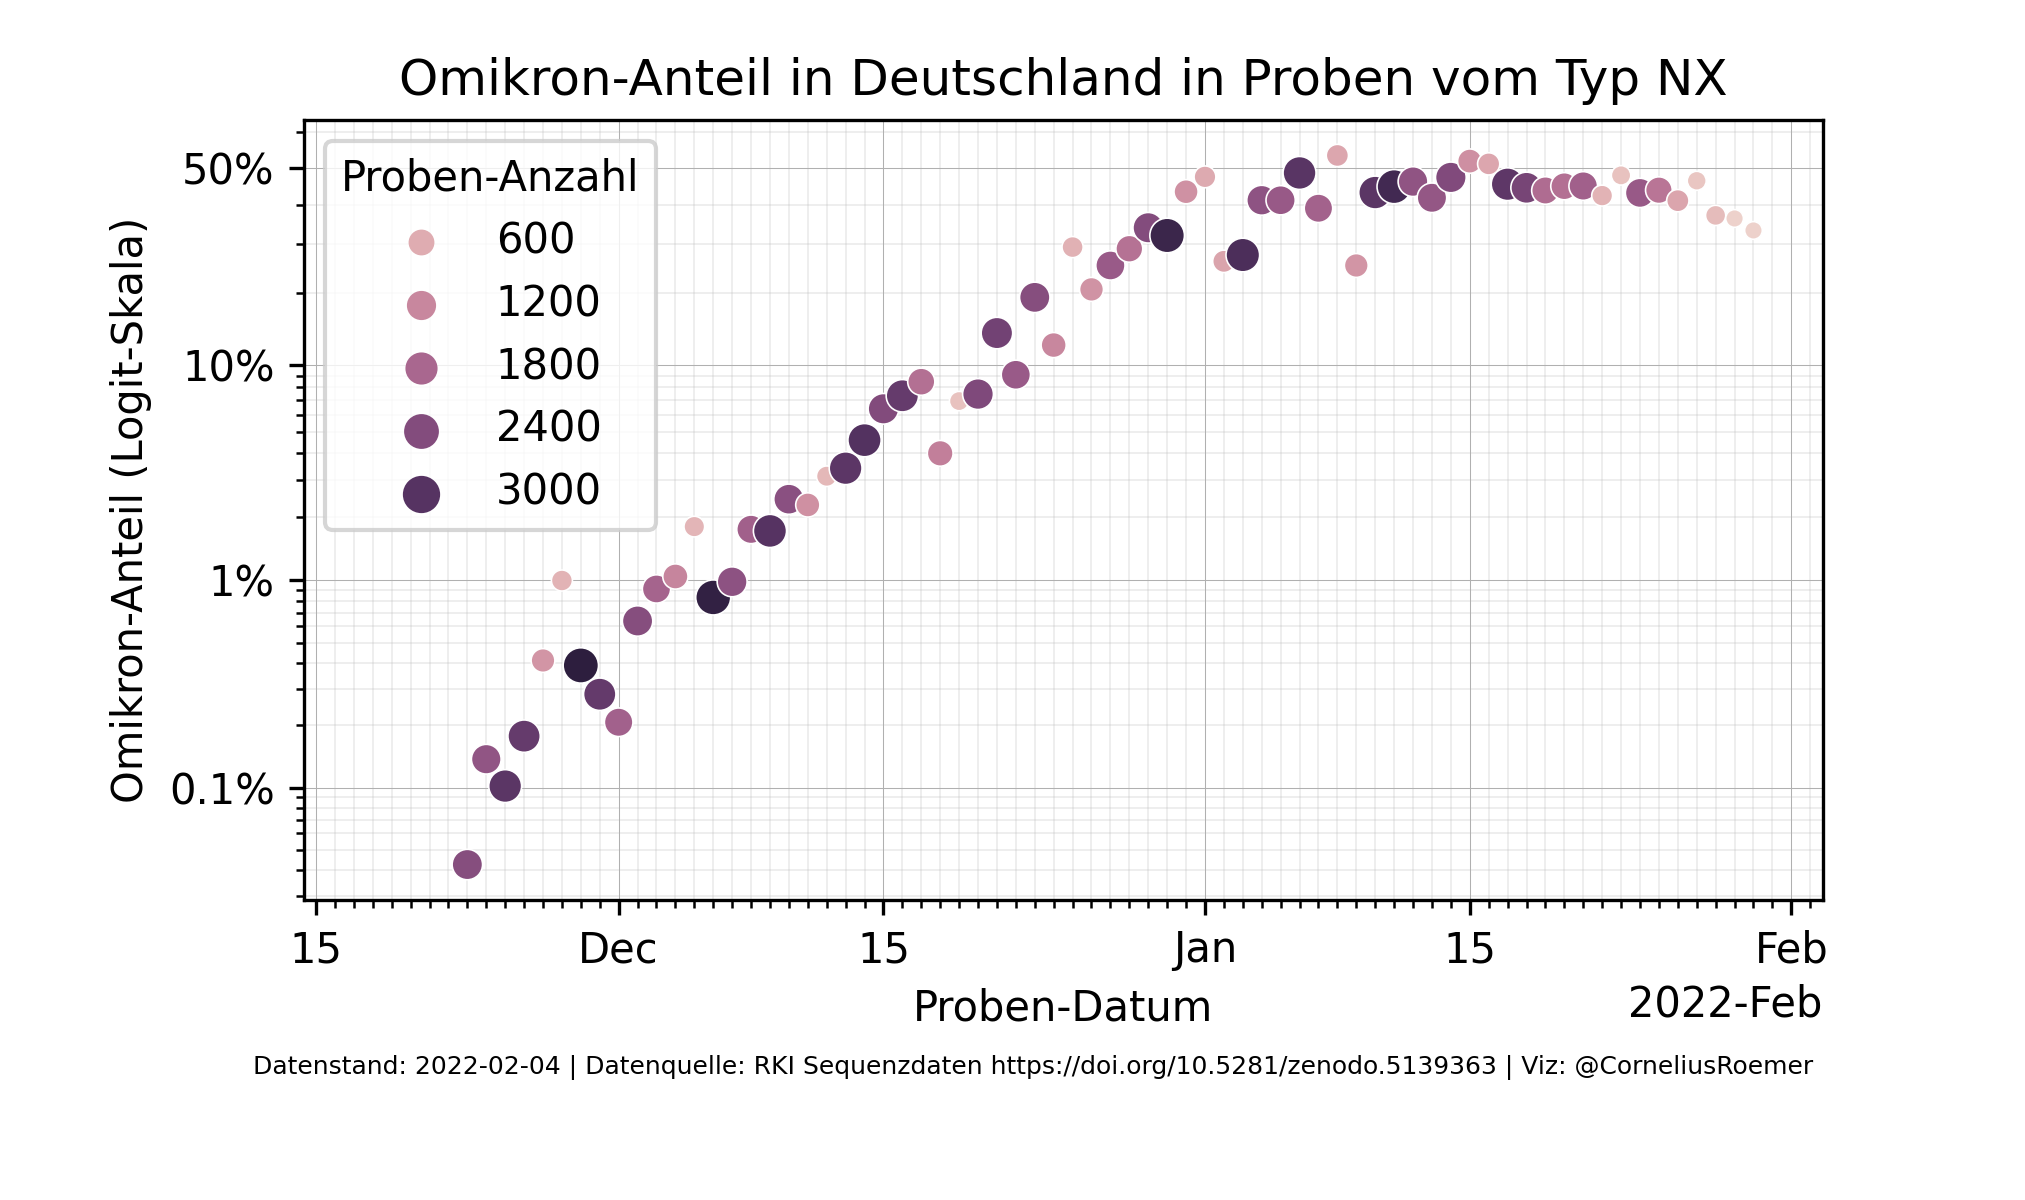 Omikron-Anteil in Deutschland in Proben vom Typ NX
Omikron-Anteil (Logit-Skala)
50%
10%
1%
0.1%
Proben-Anzahl
600
1200
1800
2400
3000
15 Dec 15 Jan 15 Feb
Proben-Datum
2022-Feb
Datenstand: 2022-02-04 | Datenquelle: RKI Sequenzdaten https://doi.org/10.5281/zenodo.5139363 | Viz: @CorneliusRoemer